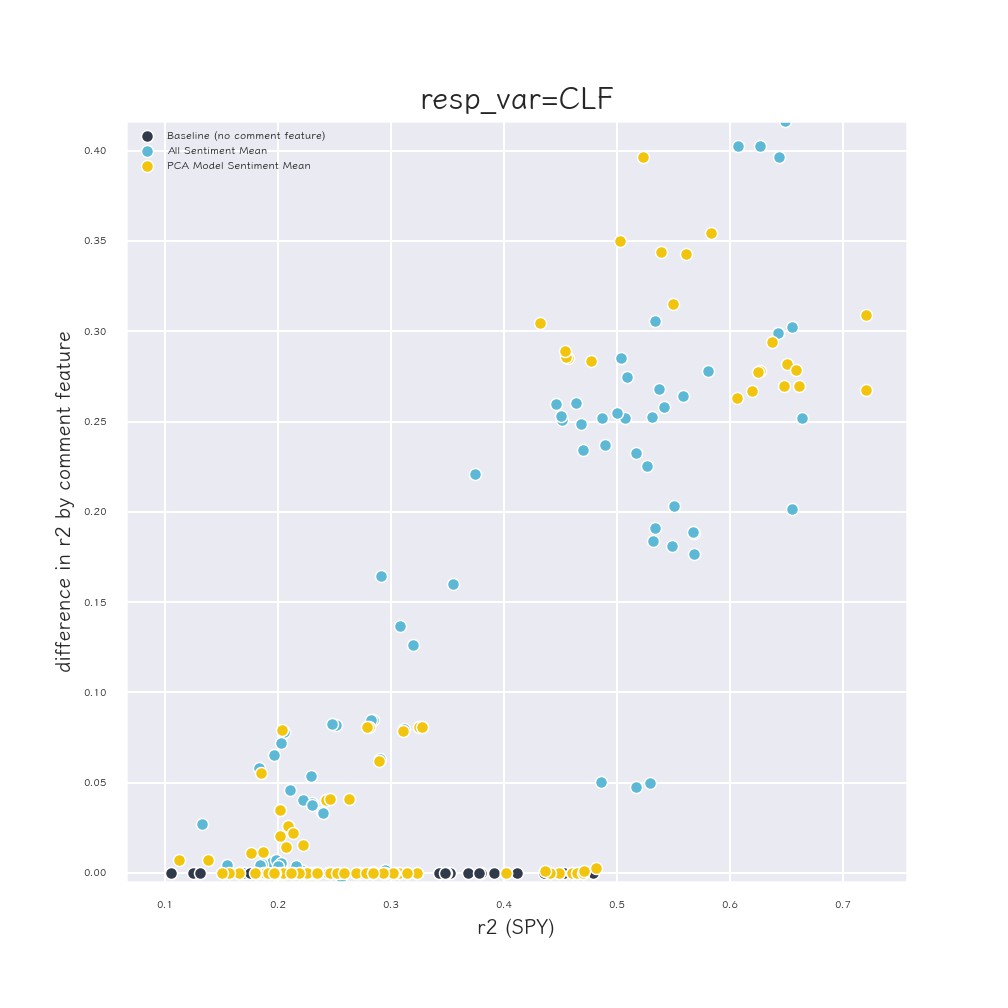 resp_var=CLF
Baseline (no comment feature)
All Sentiment Mean
PCA Model Sentiment Mean
0.40
0.35
0.30
0.25
0.20
0.15
0.10
0.05
0.00
difference in r2 by comment feature
0.1 0.2 0.3 0.4 0.5 0.6 0.7
r2 (SPY)